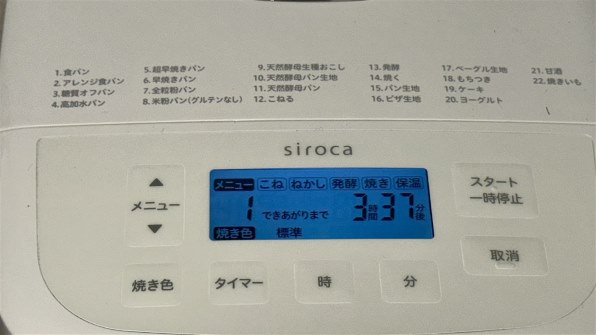 1.食パン
2.アレンジ食パン
3.糖質オフパン
4.高加水パン
5.超早焼きパン
6.早焼きパン
7.全粒粉パン
8.米粉パン(グルテンなし)
9.天然酵母生種おこし
10.天然酵母パン生地
11.天然酵母パン
12.こねる
13.発酵
14.焼く
15.パン生地
16.ピザ生地
17.ベーグル生地
18.もちつき
19.ケーキ
20.ヨーグルト
21.甘酒
22.焼きいも
siroca
▲
メニュー
▼
メニュー こね ねかし 発酵 焼き 保温
1 できあがりまで 3時間37分後
焼き色 標準
スタート
一時停止
取消
焼き色 タイマー 時 分